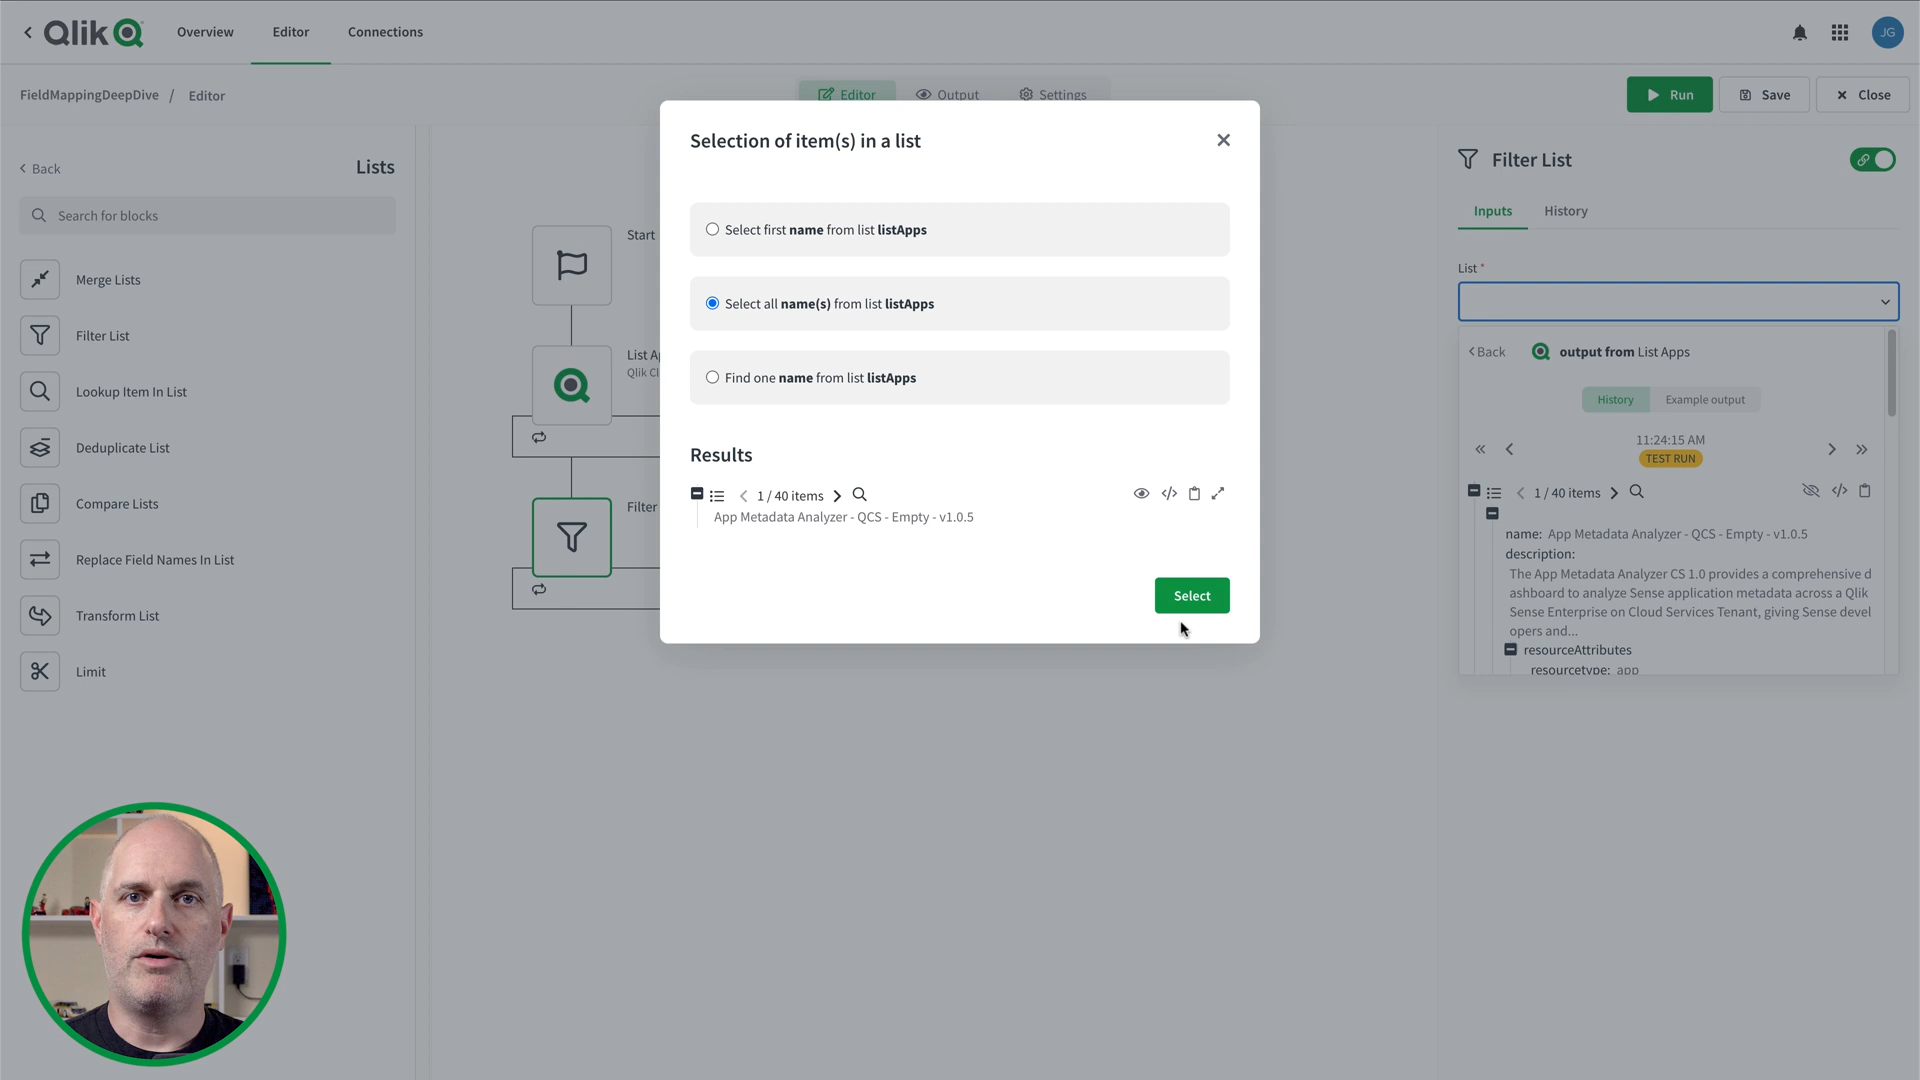 Qlik
Overview
Editor
Connections
JG
FieldMappingDeepDive / Editor
Editor
Output
Settings
Run
Save
Close
Back
Lists
Search for blocks
Merge Lists
Filter List
Lookup Item In List
Deduplicate List
Compare Lists
Replace Field Names In List
Transform List
Limit
Start
List A
Qlik Cl
Filter
Selection of item(s) in a list
Select first name from list listApps
Select all name(s) from list listApps
Find one name from list listApps
Results
1 / 40 items
App Metadata Analyzer - QCS - Empty - v1.0.5
Select
Filter List
Inputs
History
List *
Back
output from List Apps
History
Example output
11:24:15 AM
TEST RUN
1 / 40 items
name: App Metadata Analyzer - QCS - Empty - v1.0.5
description:
The App Metadata Analyzer CS 1.0 provides a comprehensive d
ashboard to analyze Sense application metadata across a Qlik
Sense Enterprise on Cloud Services Tenant, giving Sense devel
opers and...
resourceAttributes
resourcetype: app